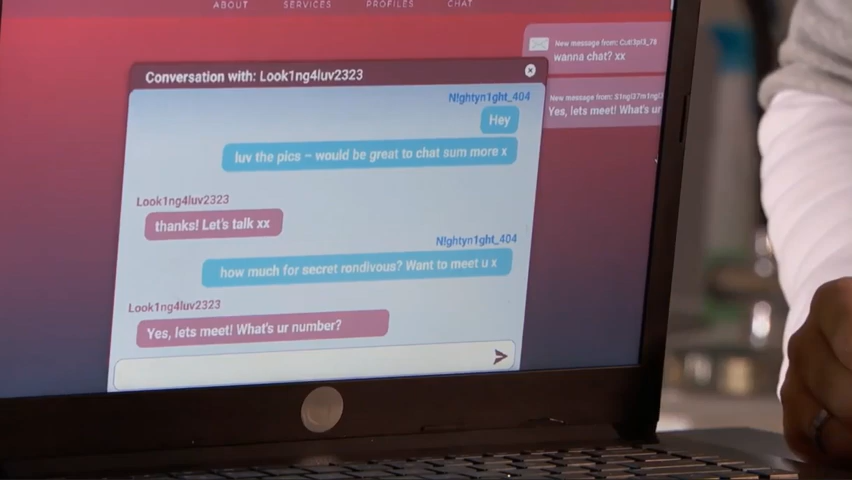 ABOUT SERVICES PROFILES CHAT
New message from: Cuti3pi3_78
wanna chat? xx
New message from:
Yes, lets meet! What's ur
Conversation with: Look1ng4luv2323
N!ghtyn1ght_404
Hey
luv the pics – would be great to chat sum more x
Look1ng4luv2323
thanks! Let's talk xx
N!ghtyn1ght_404
how much for secret rondivous? Want to meet u x
Look1ng4luv2323
Yes, lets meet! What's ur number?